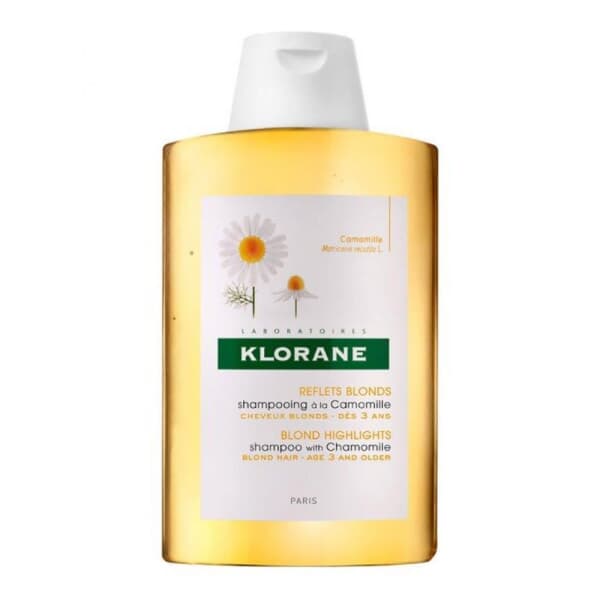 Camomille
Matricaria recutita L.
LABORATOIRES
KLORANE
REFLETS BLONDS
shampooing à la Camomille
CHEVEUX BLONDS - DÈS 3 ANS
BLOND HIGHLIGHTS
shampoo with Chamomile
BLOND HAIR - AGE 3 AND OLDER
PARIS